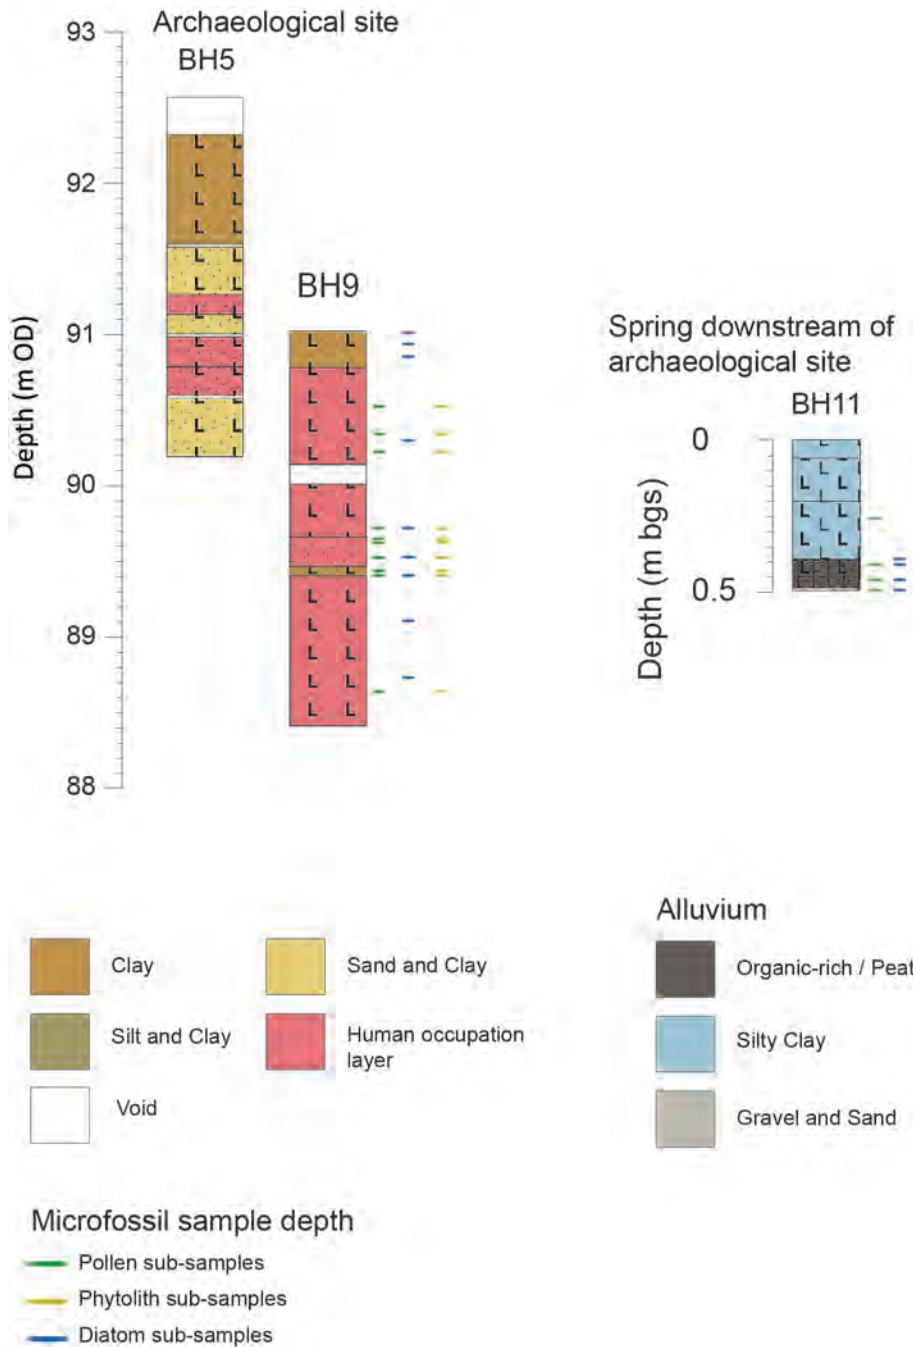 Archaeological site
BH5
93
92
91
90
89
88
Depth (m OD)
BH9
Spring downstream of
archaeological site
BH11
0
0.5
Depth (m bgs)
Clay
Sand and Clay
Silt and Clay
Human occupation
layer
Void
Alluvium
Organic-rich / Peat
Silty Clay
Gravel and Sand
Microfossil sample depth
Pollen sub-samples
Phytolith sub-samples
Diatom sub-samples